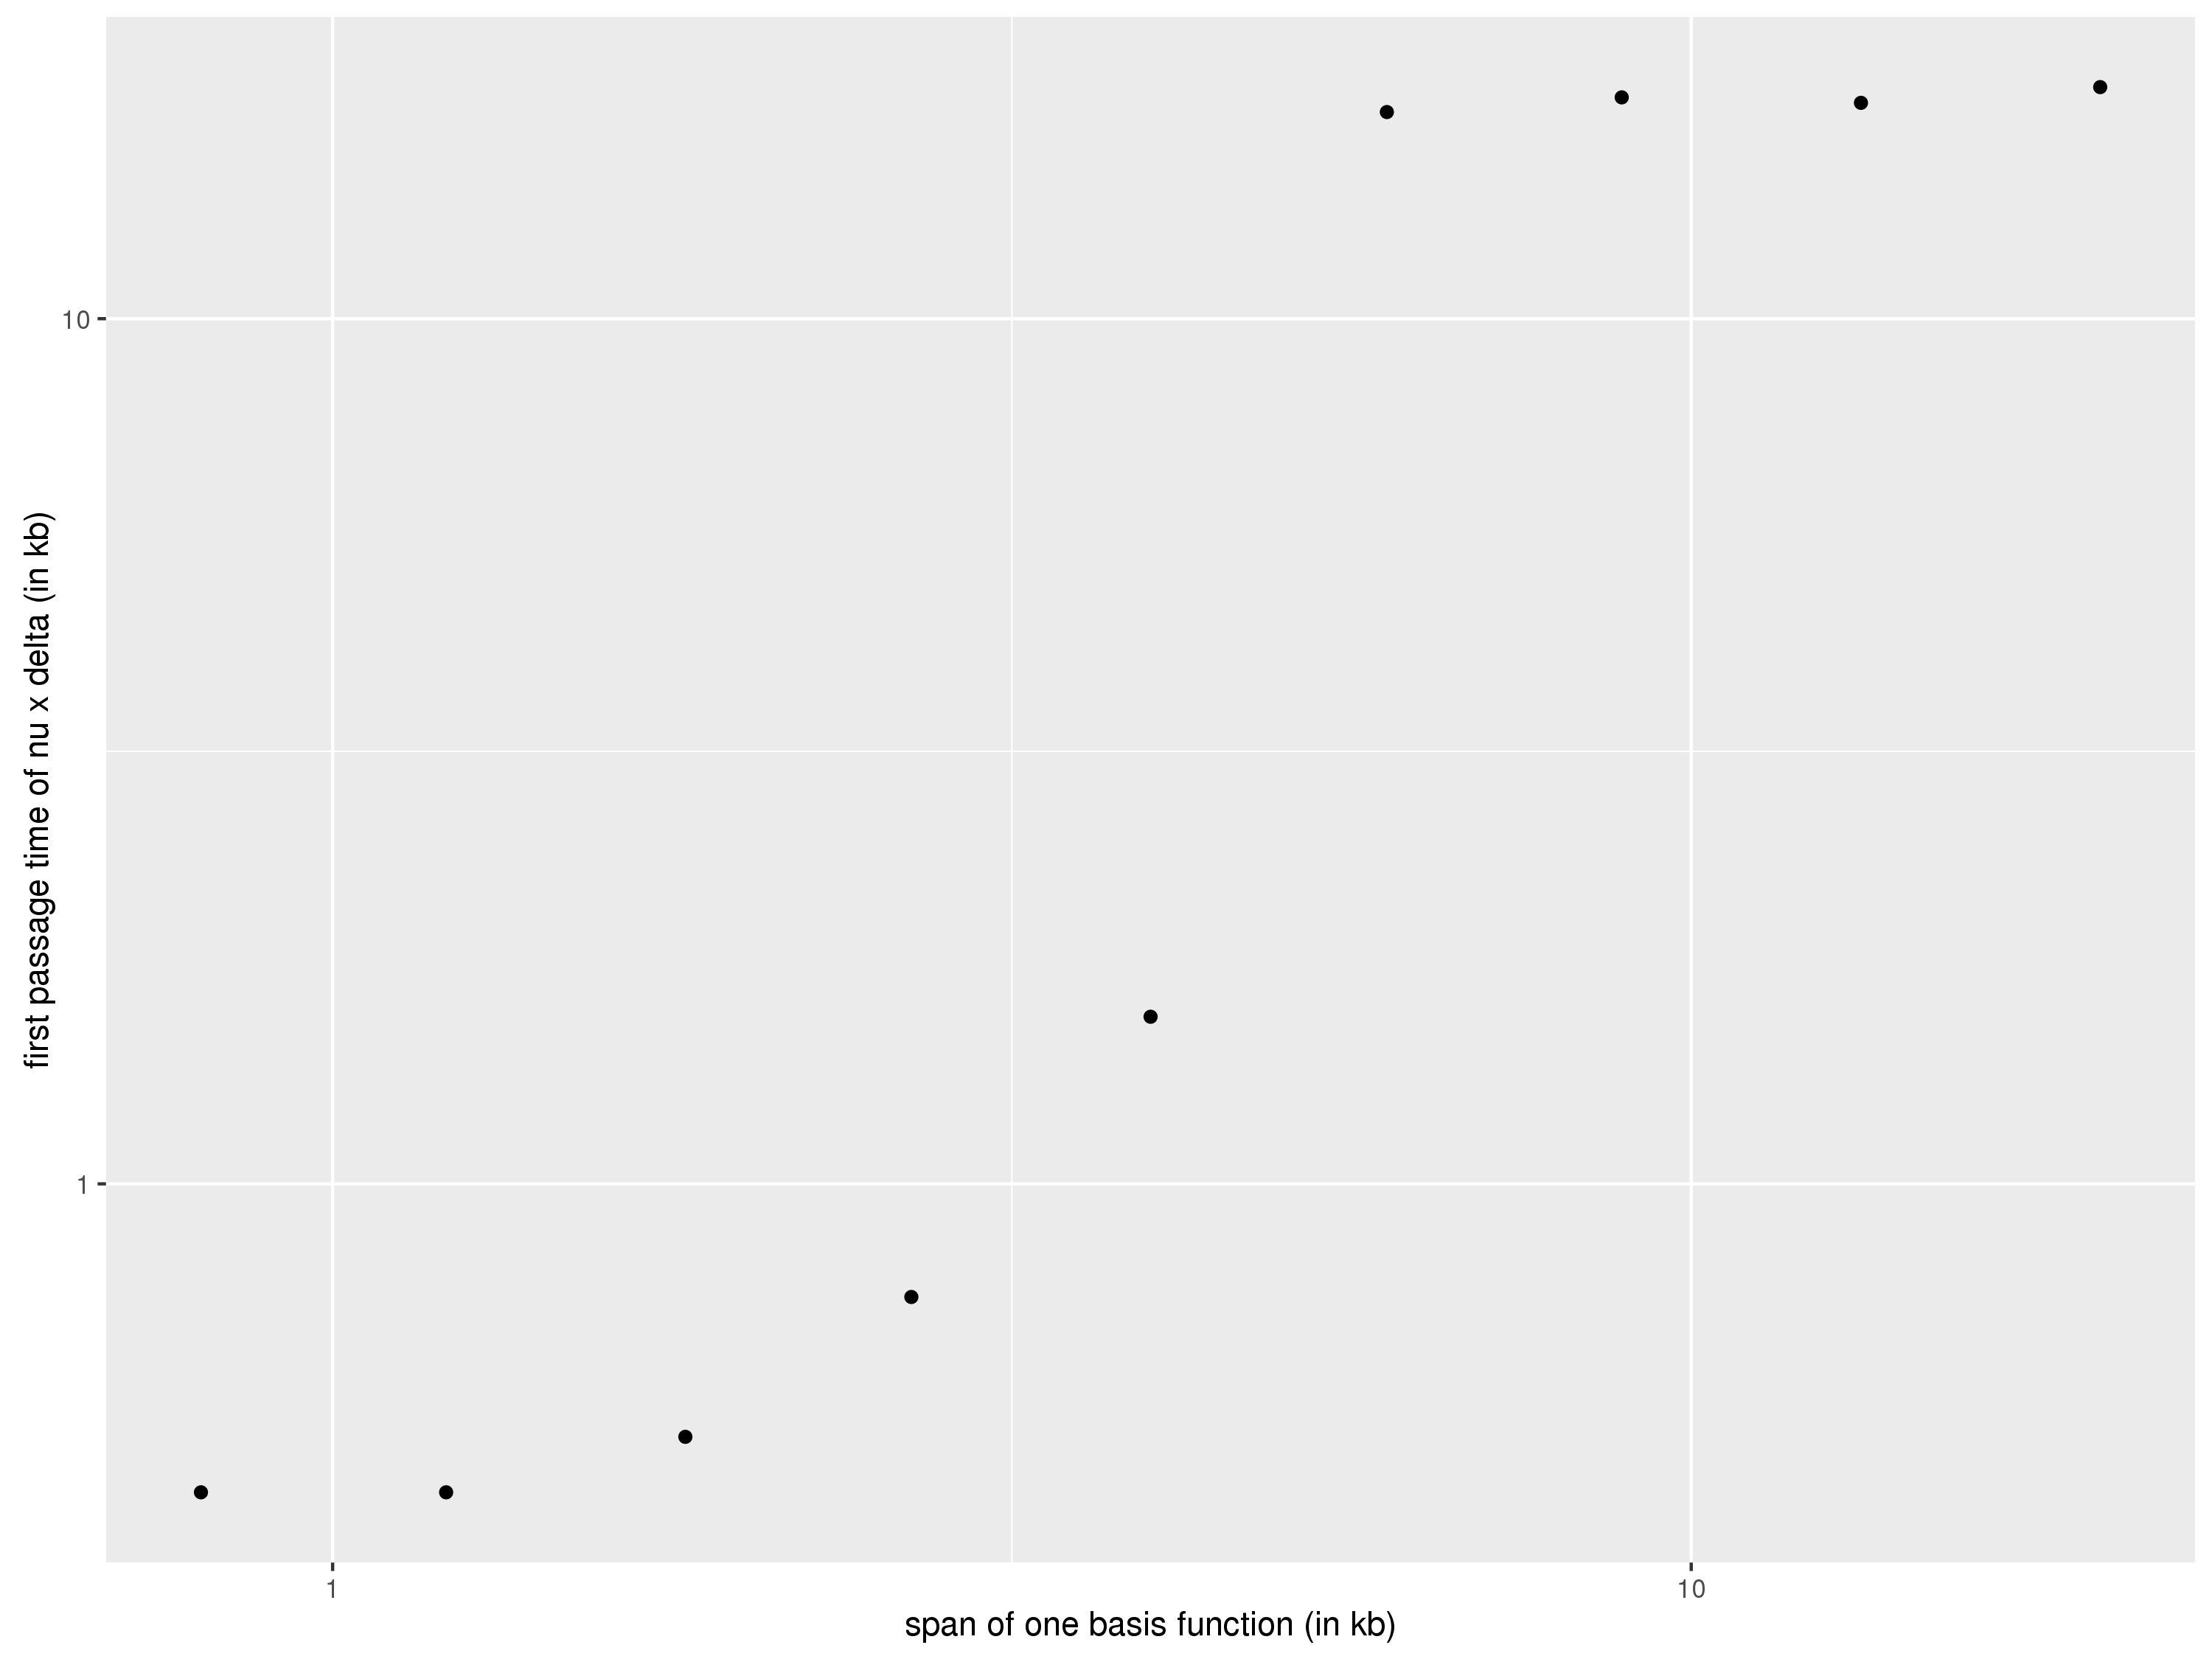 first passage time of nu x delta (in kb)
10
1
1
10
span of one basis function (in kb)